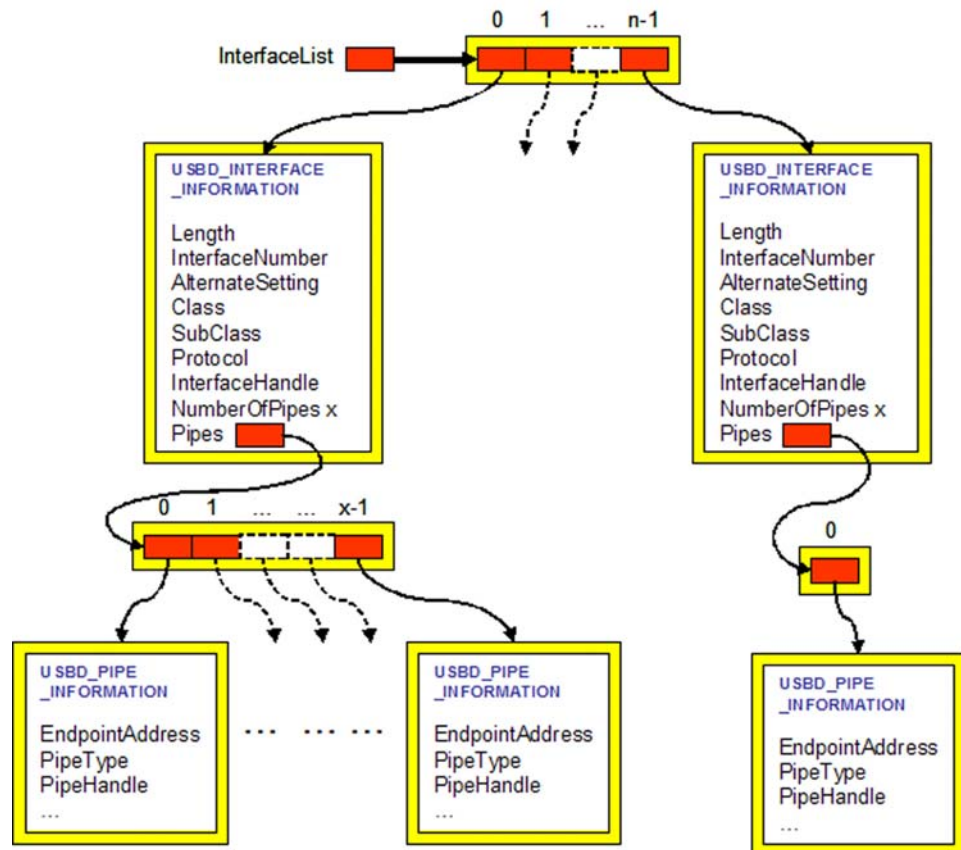 0 1 ... n-1
InterfaceList
USBD_INTERFACE
_INFORMATION
Length
InterfaceNumber
AlternateSetting
Class
SubClass
Protocol
InterfaceHandle
NumberOfPipes x
Pipes
USBD_INTERFACE
_INFORMATION
Length
InterfaceNumber
AlternateSetting
Class
SubClass
Protocol
InterfaceHandle
NumberOfPipes x
Pipes
0 1 ... ... x-1
0
USBD_PIPE
_INFORMATION
EndpointAddress
PipeType
PipeHandle
...
... ... ...
USBD_PIPE
_INFORMATION
EndpointAddress
PipeType
PipeHandle
...
USBD_PIPE
_INFORMATION
EndpointAddress
PipeType
PipeHandle
...